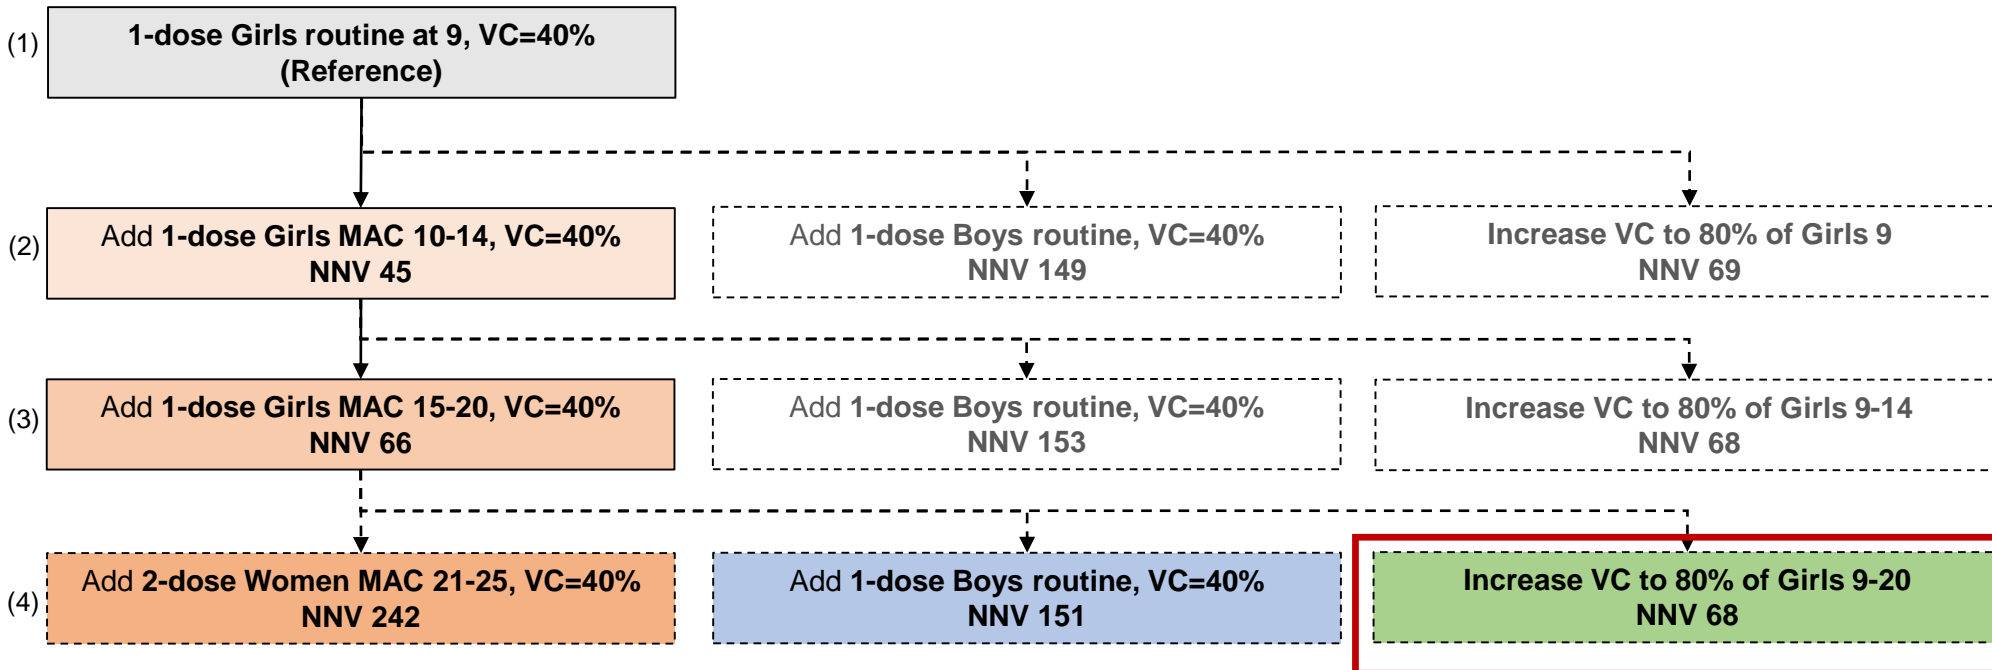 (1)
1-dose Girls routine at 9, VC=40%
(Reference)
(2)
Add 1-dose Girls MAC 10-14, VC=40%
NNV 45
Add 1-dose Boys routine, VC=40%
NNV 149
Increase VC to 80% of Girls 9
NNV 69
(3)
Add 1-dose Girls MAC 15-20, VC=40%
NNV 66
Add 1-dose Boys routine, VC=40%
NNV 153
Increase VC to 80% of Girls 9-14
NNV 68
(4)
Add 2-dose Women MAC 21-25, VC=40%
NNV 242
Add 1-dose Boys routine, VC=40%
NNV 151
Increase VC to 80% of Girls 9-20
NNV 68